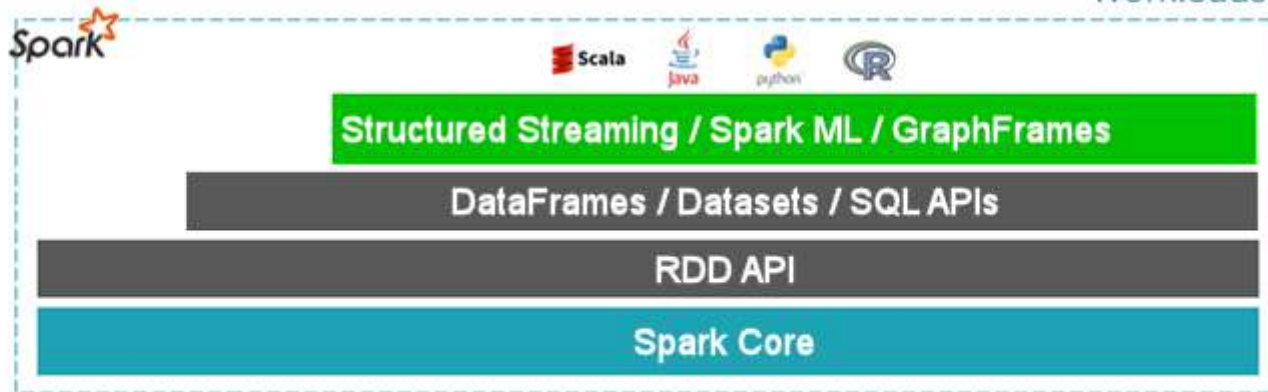 Spark
Scala
Java
python
R
Structured Streaming / Spark ML / GraphFrames
DataFrames / Datasets / SQL APIs
RDD API
Spark Core